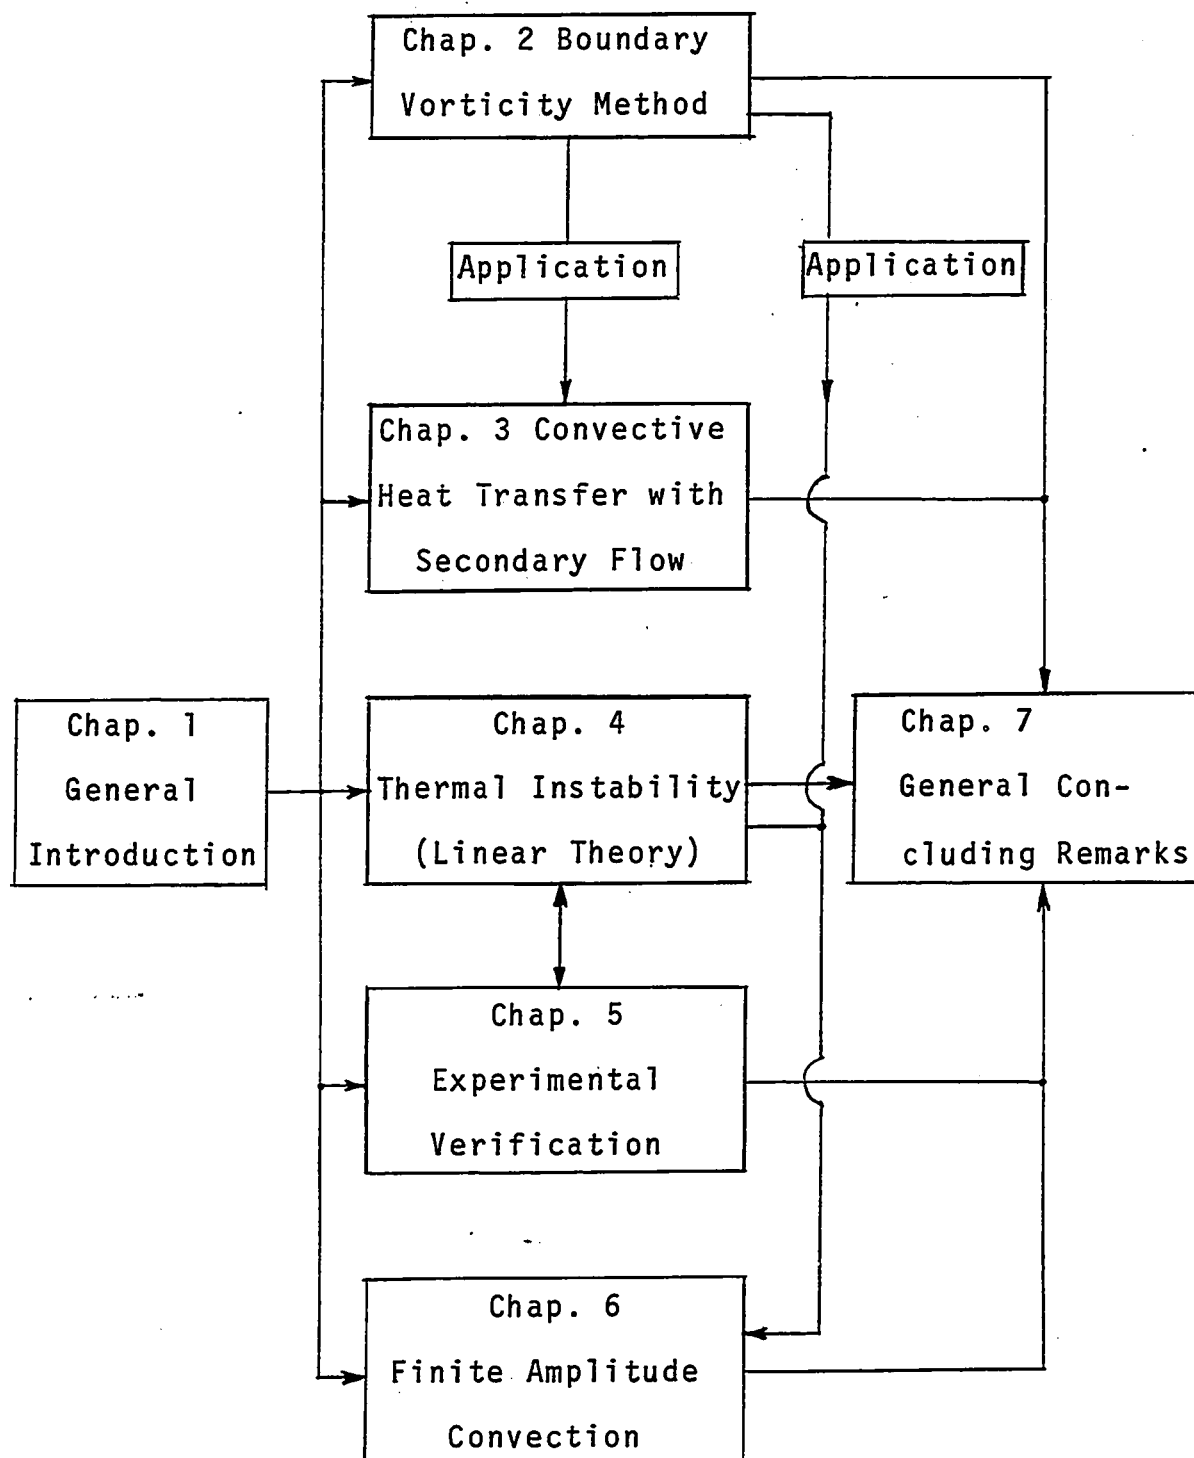 Chap. 2 Boundary
Vorticity Method
Application
Application
Chap. 3 Convective
Heat Transfer with
Secondary Flow
Chap. 1
General
Introduction
Chap. 4
Thermal Instability
(Linear Theory)
Chap. 7
General Con-
cluding Remarks
Chap. 5
Experimental
Verification
Chap. 6
Finite Amplitude
Convection